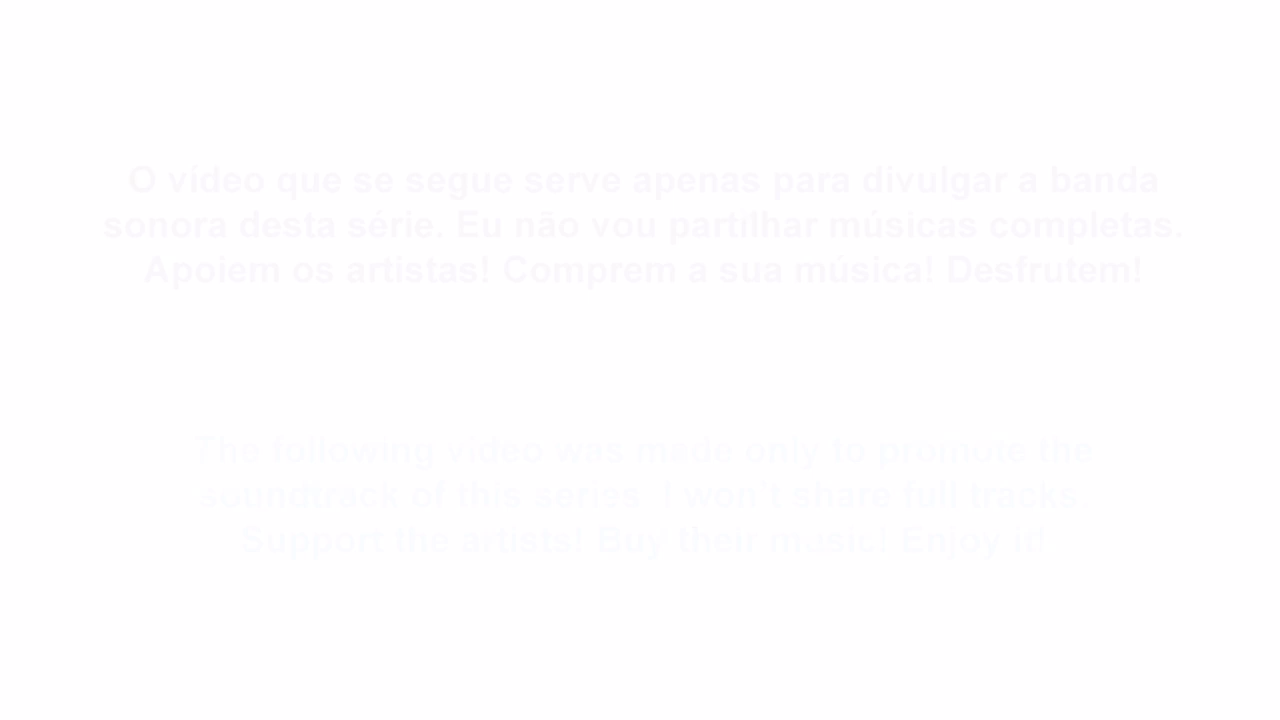 O video que se segue serve apenas para divulgar a banda
sonora desta série. Eu não vou partilhar músicas completas.
Apoiem os artistas! Comprem a sua música! Desfrutem!
The following video was made only to promote the
soundtrack of this series. I won't share full tracks.
Support the artists! Buy their music! Enjoy it!